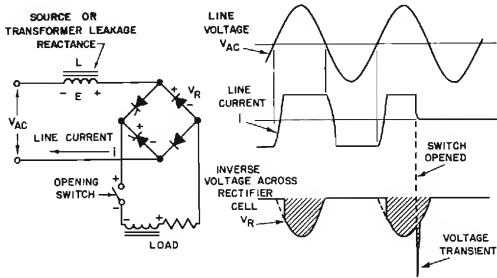 SOURCE OR
TRANSFORMER LEAKAGE
REACTANCE
L
- E +
+
-
V_AC
LINE CURRENT
i
+
-
V_R
+
-
OPENING
SWITCH
+
-
-
+
LOAD
LINE
VOLTAGE
V_AC
LINE
CURRENT
I
SWITCH
OPENED
INVERSE
VOLTAGE ACROSS
RECTIFIER
CELL
V_R
VOLTAGE
TRANSIENT